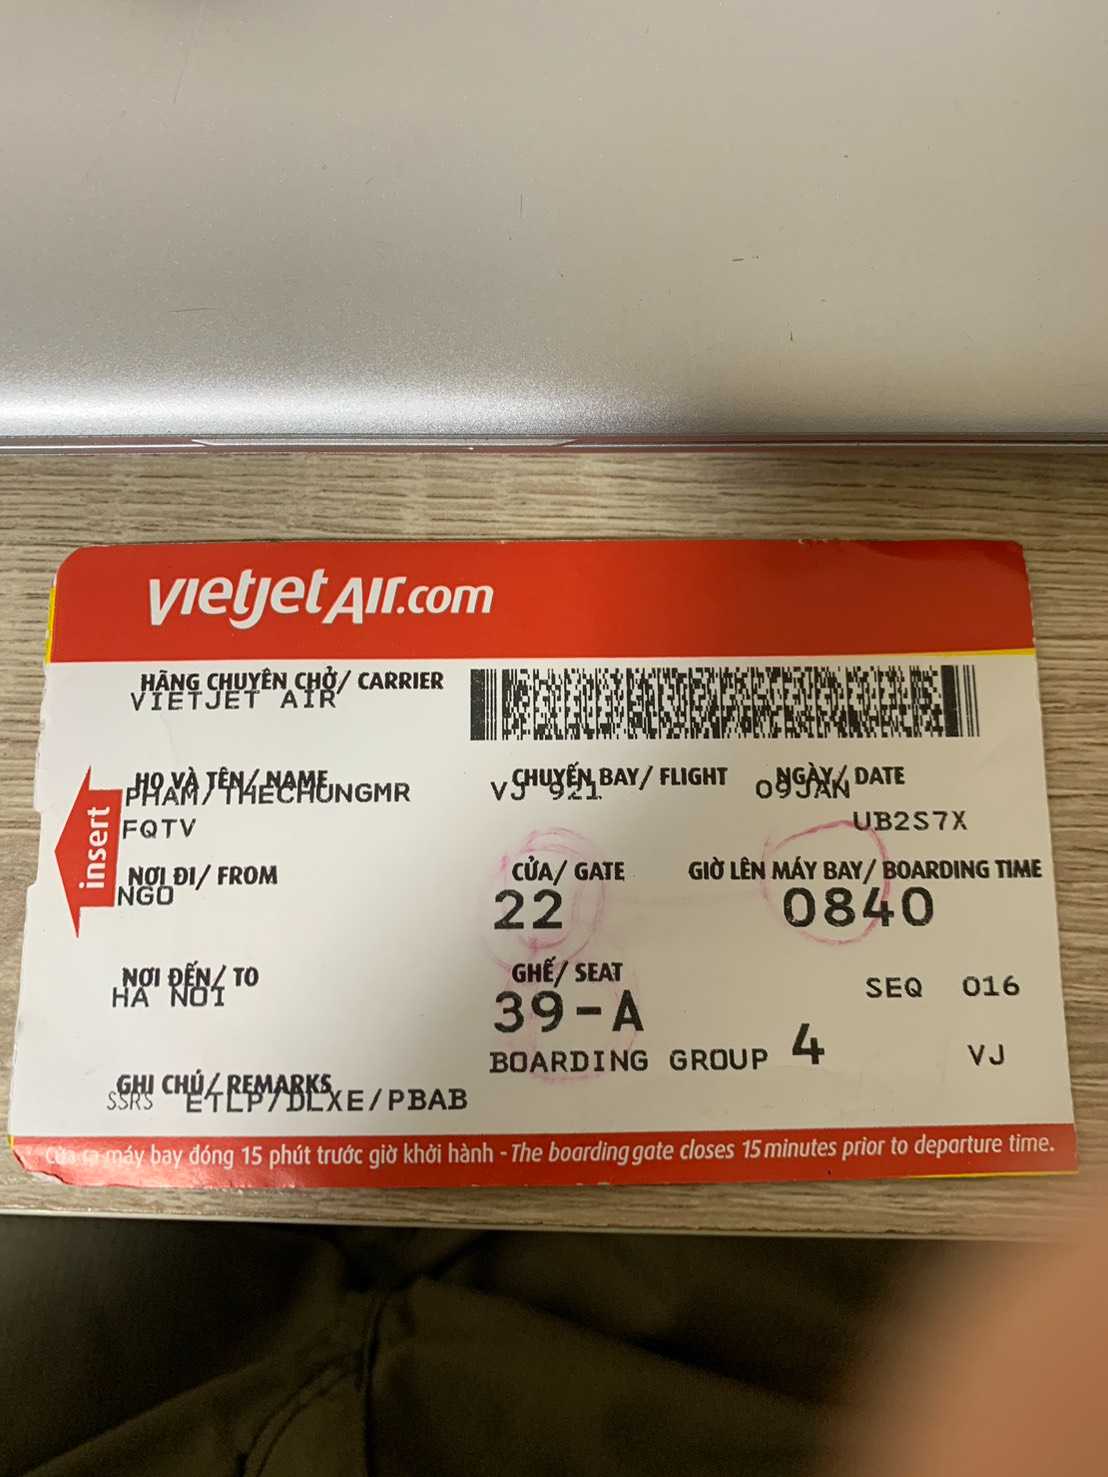 vietjetAir.com
HÃNG CHUYÊN CHỞ/ CARRIER
VIETJET AIR
HỌ VÀ TÊN/ NAME
PHAM/THECHUNGMR
CHUYẾN BAY/ FLIGHT
VJ 921
NGÀY/ DATE
09JAN
FQTV
UB2S7X
insert
NƠI ĐI/ FROM
NGO
CỬA/ GATE
22
GIỜ LÊN MÁY BAY/ BOARDING TIME
0840
NƠI ĐẾN/ TO
HA NOI
GHẾ/ SEAT
39-A
SEQ 016
BOARDING GROUP 4
VJ
GHI CHÚ/ REMARKS
SSRS ETLP/DLXE/PBAB
Cửa ra máy bay đóng 15 phút trước giờ khởi hành - The boarding gate closes 15 minutes prior to departure time.